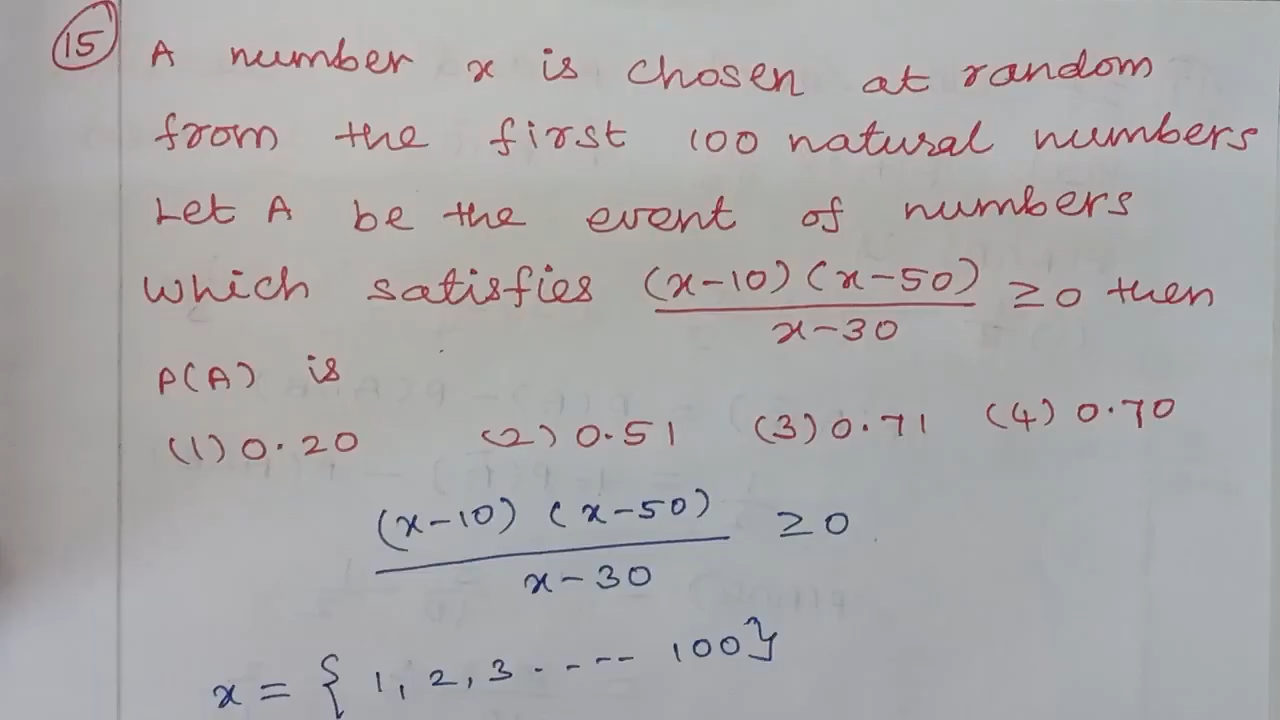 15 A number x is chosen at random
from the first 100 natural numbers
Let A be the event of numbers
which satisfies (x-10)(x-50)/x-30 ≥0 then
P(A) is
(1) 0.20 (2) 0.51 (3) 0.71 (4) 0.70
(x-10) (x-50)/x-30 ≥0
x = { 1, 2, 3 ----- 100}